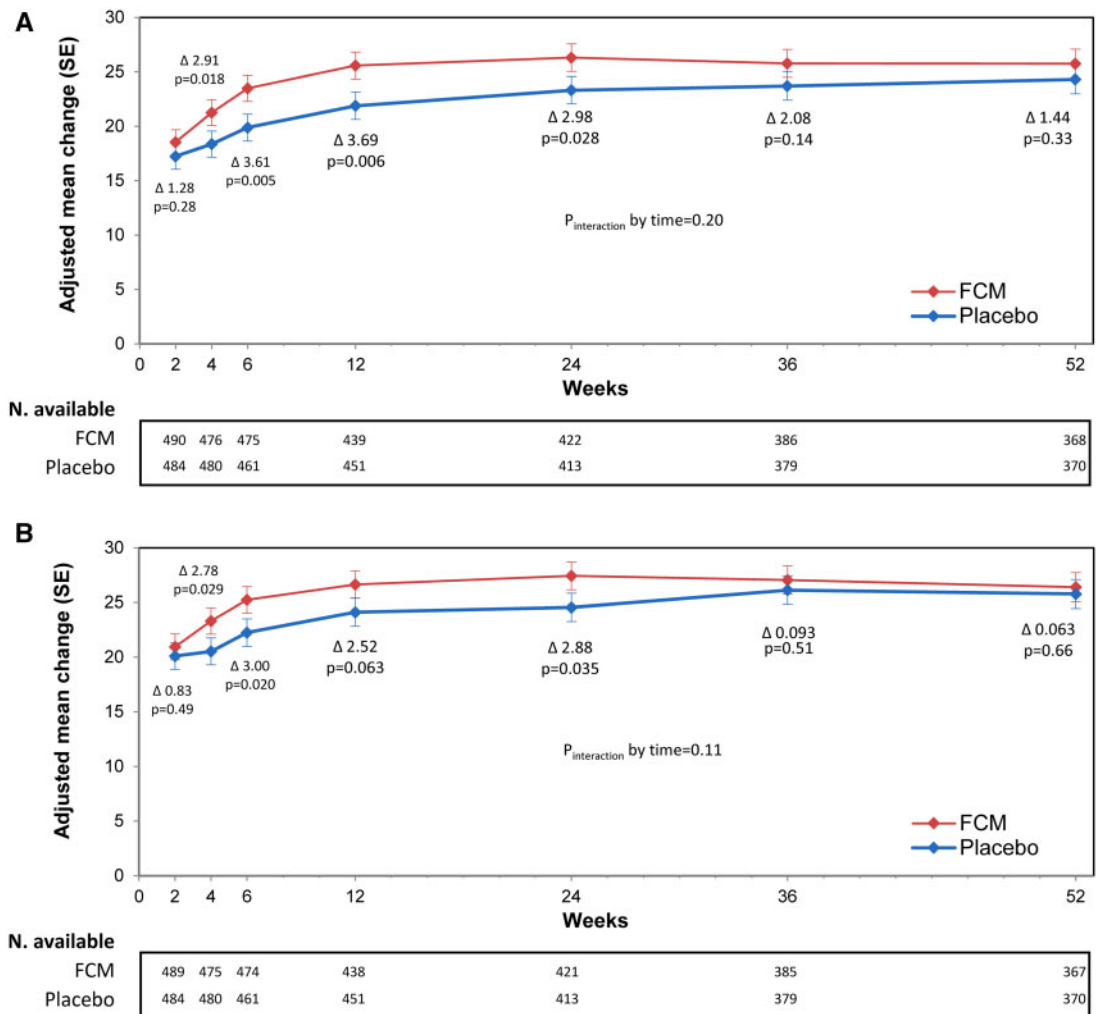 A
Adjusted mean change (SE)
30
25
20
15
10
5
0
Δ 2.91
p=0.018
Δ 1.28
p=0.28
Δ 3.61
p=0.005
Δ 3.69
p=0.006
Δ 2.98
p=0.028
Δ 2.08
p=0.14
Δ 1.44
p=0.33
Pinteraction by time=0.20
FCM
Placebo
0 2 4 6 12 24 36 52
Weeks
N. available
FCM 490 476 475 439 422 386 368
Placebo 484 480 461 451 413 379 370
B
Adjusted mean change (SE)
30
25
20
15
10
5
0
Δ 2.78
p=0.029
Δ 0.83
p=0.49
Δ 3.00
p=0.020
Δ 2.52
p=0.063
Δ 2.88
p=0.035
Δ 0.093
p=0.51
Δ 0.063
p=0.66
Pinteraction by time=0.11
FCM
Placebo
0 2 4 6 12 24 36 52
Weeks
N. available
FCM 489 475 474 438 421 385 367
Placebo 484 480 461 451 413 379 370